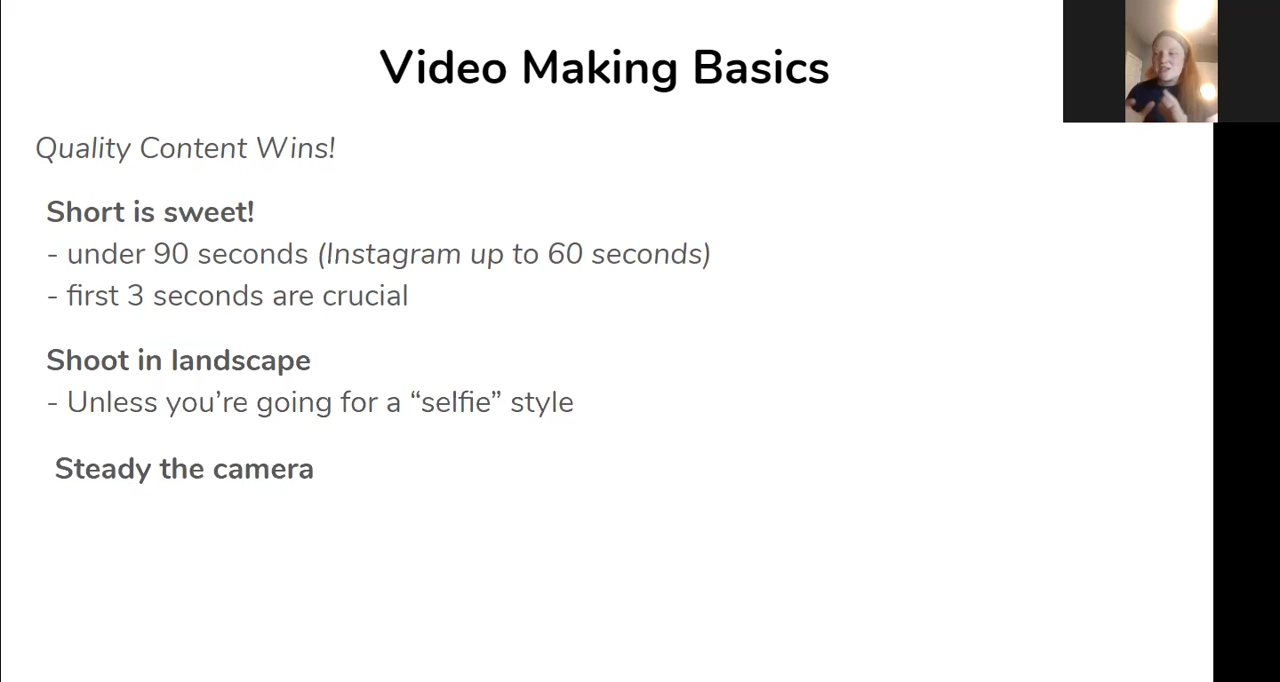 Video Making Basics
Quality Content Wins!
Short is sweet!
- under 90 seconds (Instagram up to 60 seconds)
- first 3 seconds are crucial
Shoot in landscape
- Unless you’re going for a “selfie” style
Steady the camera